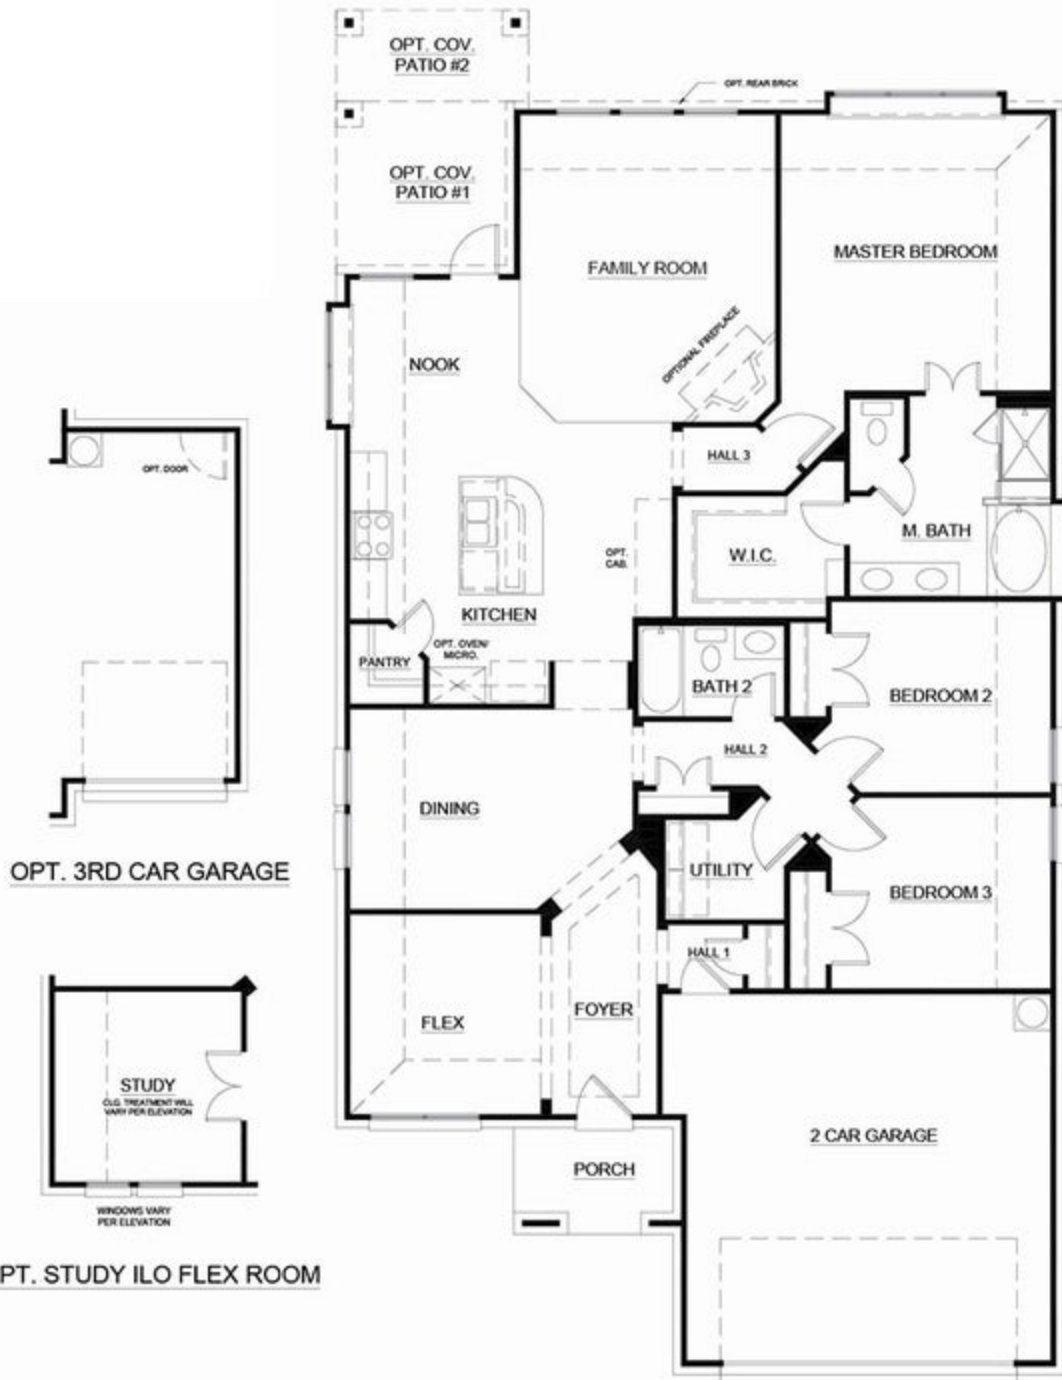 OPT. COV.
PATIO #2
OPT. REAR BRICK
OPT. COV.
PATIO #1
FAMILY ROOM
MASTER BEDROOM
OPTIONAL FIREPLACE
NOOK
HALL 3
OPT. DOOR
M. BATH
W.I.C.
OPT.
CAB.
KITCHEN
OPT. OVEN/
MICRO.
PANTRY
BATH 2
BEDROOM 2
HALL 2
DINING
OPT. 3RD CAR GARAGE
UTILITY
BEDROOM 3
HALL 1
FOYER
FLEX
STUDY
CLG. TREATMENT WILL
VARY PER ELEVATION
2 CAR GARAGE
PORCH
WINDOWS VARY
PER ELEVATION
PT. STUDY ILO FLEX ROOM